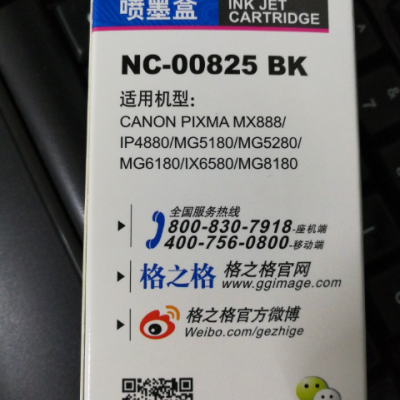 喷墨盒 INK JET
CARTRIDGE
NC-00825 BK
适用机型:
CANON PIXMA MX888/
IP4880/MG5180/MG5280/
MG6180/IX6580/MG8180
全国服务热线
800-830-7918-座机端
400-756-0800-移动端
格之格 格之格官网
www.ggimage.com
格之格官方微博
Weibo.com/gezhige